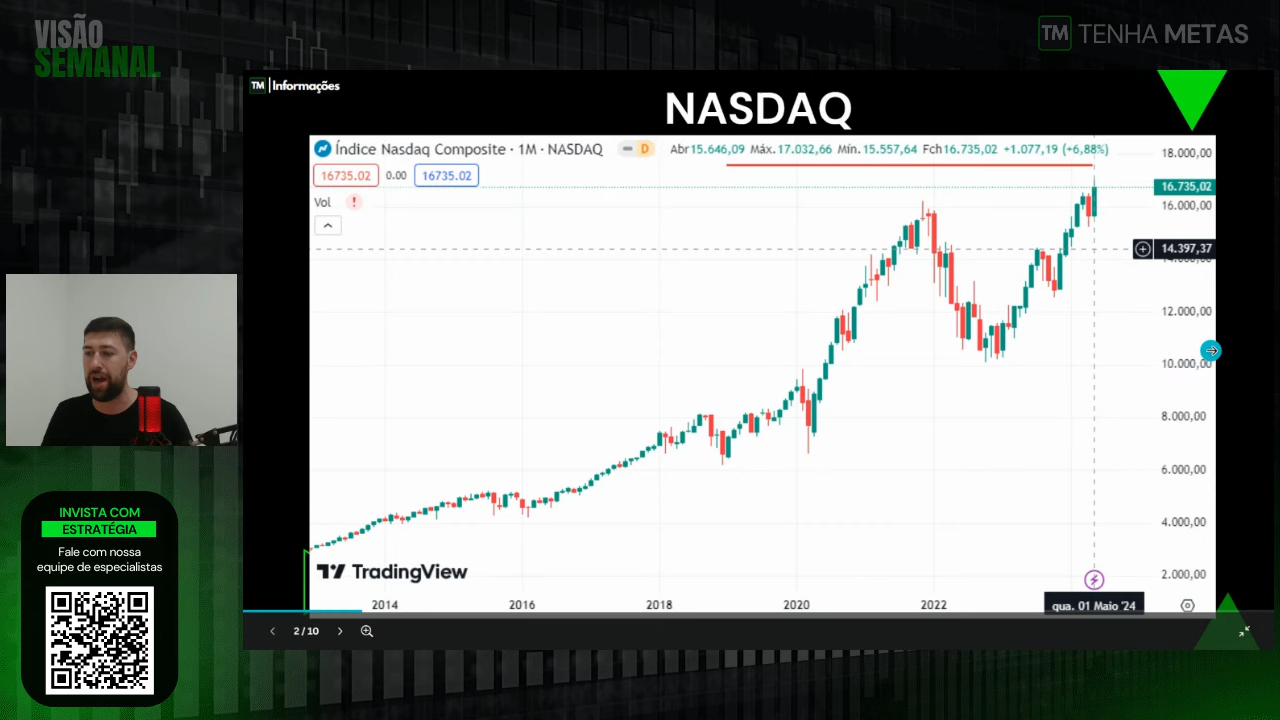 VISÃO
SEMANAL
TM TENHA METAS
TM Informações
NASDAQ
Índice Nasdaq Composite · 1M · NASDAQ D Abr15.646,09 Máx.17.032,66 Mín.15.557,64 Fch16.735,02 +1.077,19 (+6,88%)
16735.02 0.00 16735.02
Vol !
18.000,00
16.735,02
16.000,00
14.397,37
14.000,00
12.000,00
10.000,00
8.000,00
6.000,00
4.000,00
2.000,00
TradingView
2014 2016 2018 2020 2022 qua. 01 Maio '24
2 / 10
INVISTA COM
ESTRATÉGIA
Fale com nossa
equipe de especialistas